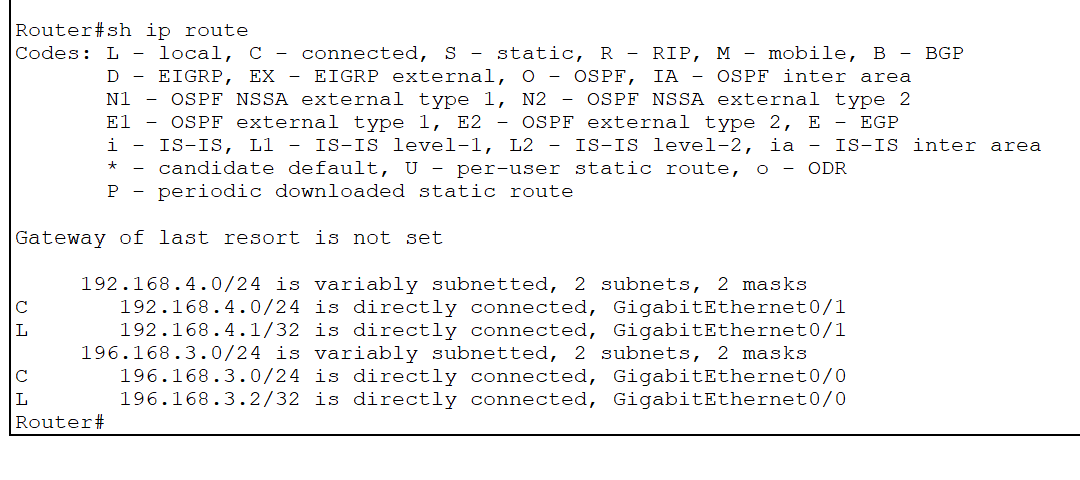 Router#sh ip route
Codes: L - local, C - connected, S - static, R - RIP, M - mobile, B - BGP
       D - EIGRP, EX - EIGRP external, O - OSPF, IA - OSPF inter area
       N1 - OSPF NSSA external type 1, N2 - OSPF NSSA external type 2
       E1 - OSPF external type 1, E2 - OSPF external type 2, E - EGP
       i - IS-IS, L1 - IS-IS level-1, L2 - IS-IS level-2, ia - IS-IS inter area
       * - candidate default, U - per-user static route, o - ODR
       P - periodic downloaded static route

Gateway of last resort is not set

     192.168.4.0/24 is variably subnetted, 2 subnets, 2 masks
C       192.168.4.0/24 is directly connected, GigabitEthernet0/1
L       192.168.4.1/32 is directly connected, GigabitEthernet0/1
     196.168.3.0/24 is variably subnetted, 2 subnets, 2 masks
C       196.168.3.0/24 is directly connected, GigabitEthernet0/0
L       196.168.3.2/32 is directly connected, GigabitEthernet0/0
Router#